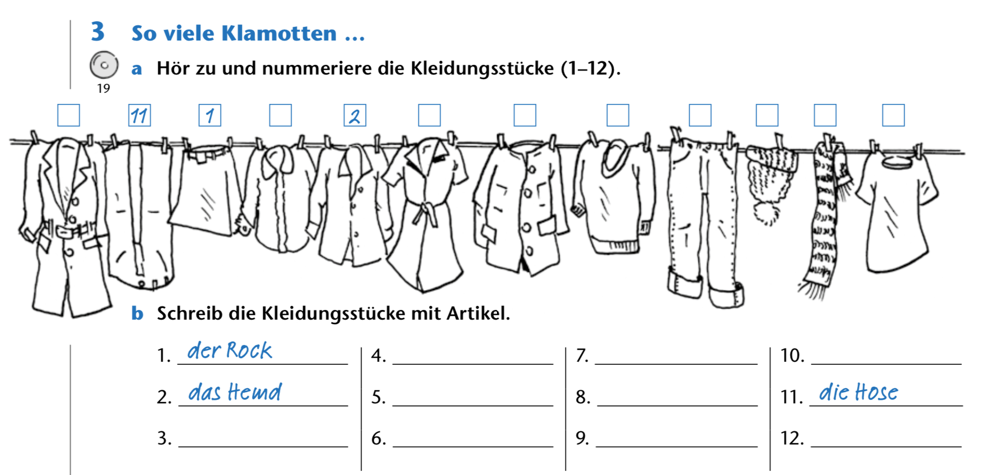 3 So viele Klamotten ...
a Hör zu und nummeriere die Kleidungsstücke (1–12).
19
11 1 2
b Schreib die Kleidungsstücke mit Artikel.
1. der Rock 4. 7. 10.
2. das Hemd 5. 8. 11. die Hose
3. 6. 9. 12.